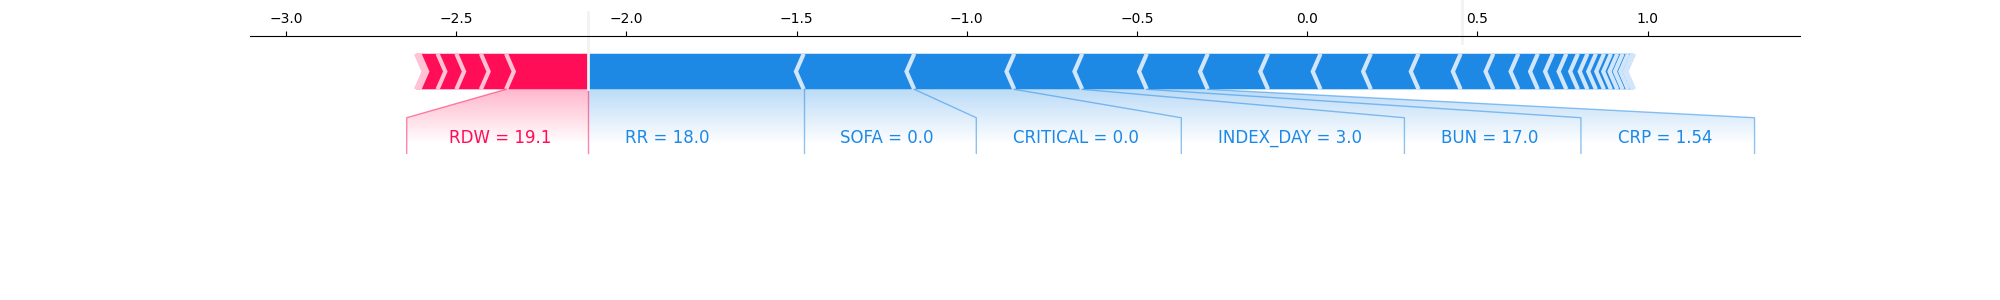 −3.0 −2.5 −2.0 −1.5 −1.0 −0.5 0.0 0.5 1.0
RDW = 19.1 RR = 18.0 SOFA = 0.0 CRITICAL = 0.0 INDEX_DAY = 3.0 BUN = 17.0 CRP = 1.54